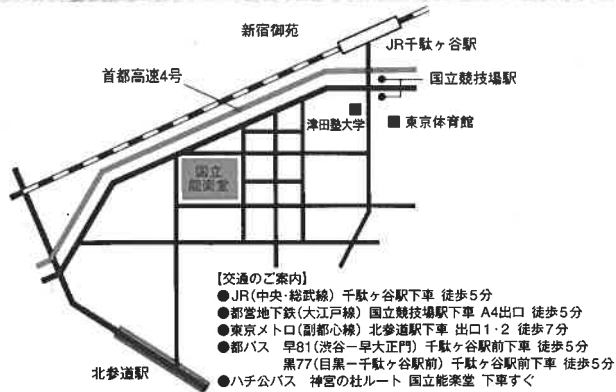 新宿御苑
JR千駄ヶ谷駅
首都高速4号
国立競技場駅
津田塾大学
東京体育館
国立
能楽堂
北参道駅
【交通のご案内】
●JR(中央・総武線) 千駄ヶ谷駅下車 徒歩5分
●都営地下鉄(大江戸線) 国立競技場駅下車 A4出口 徒歩5分
●東京メトロ(副都心線) 北参道駅下車 出口1・2 徒歩7分
●都バス 早81(渋谷ー早大正門) 千駄ヶ谷駅前下車 徒歩5分
黒77(目黒ー千駄ヶ谷駅前) 千駄ヶ谷駅前下車 徒歩5分
●ハチ公バス 神宮の杜ルート 国立能楽堂 下車すぐ